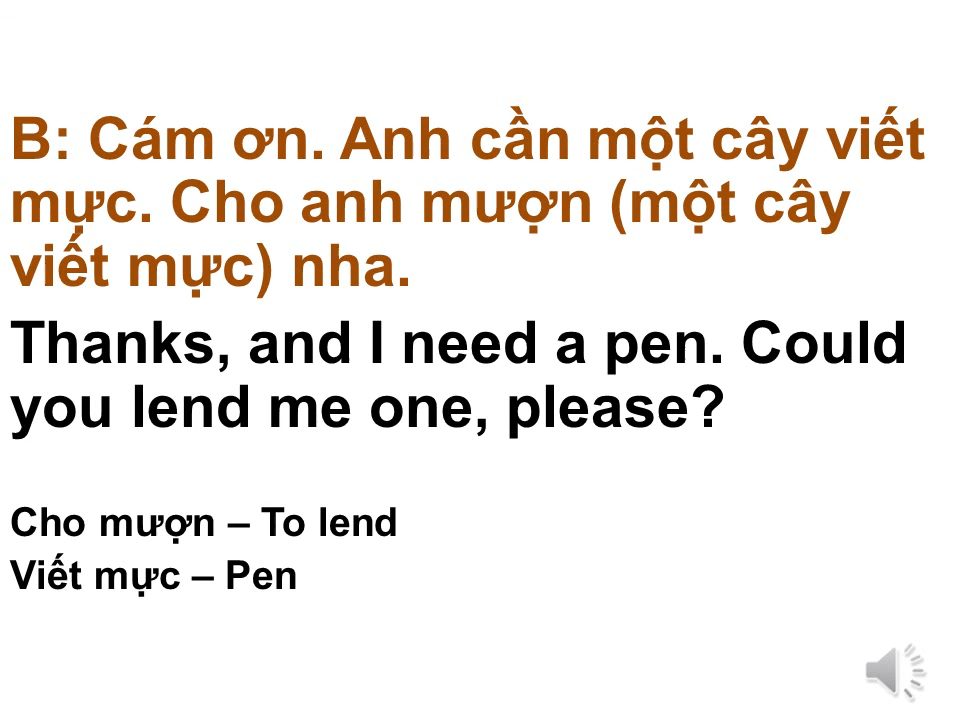 B: Cám ơn. Anh cần một cây viết
mực. Cho anh mượn (một cây
viết mực) nha.
Thanks, and I need a pen. Could
you lend me one, please?
Cho mượn – To lend
Viết mực – Pen